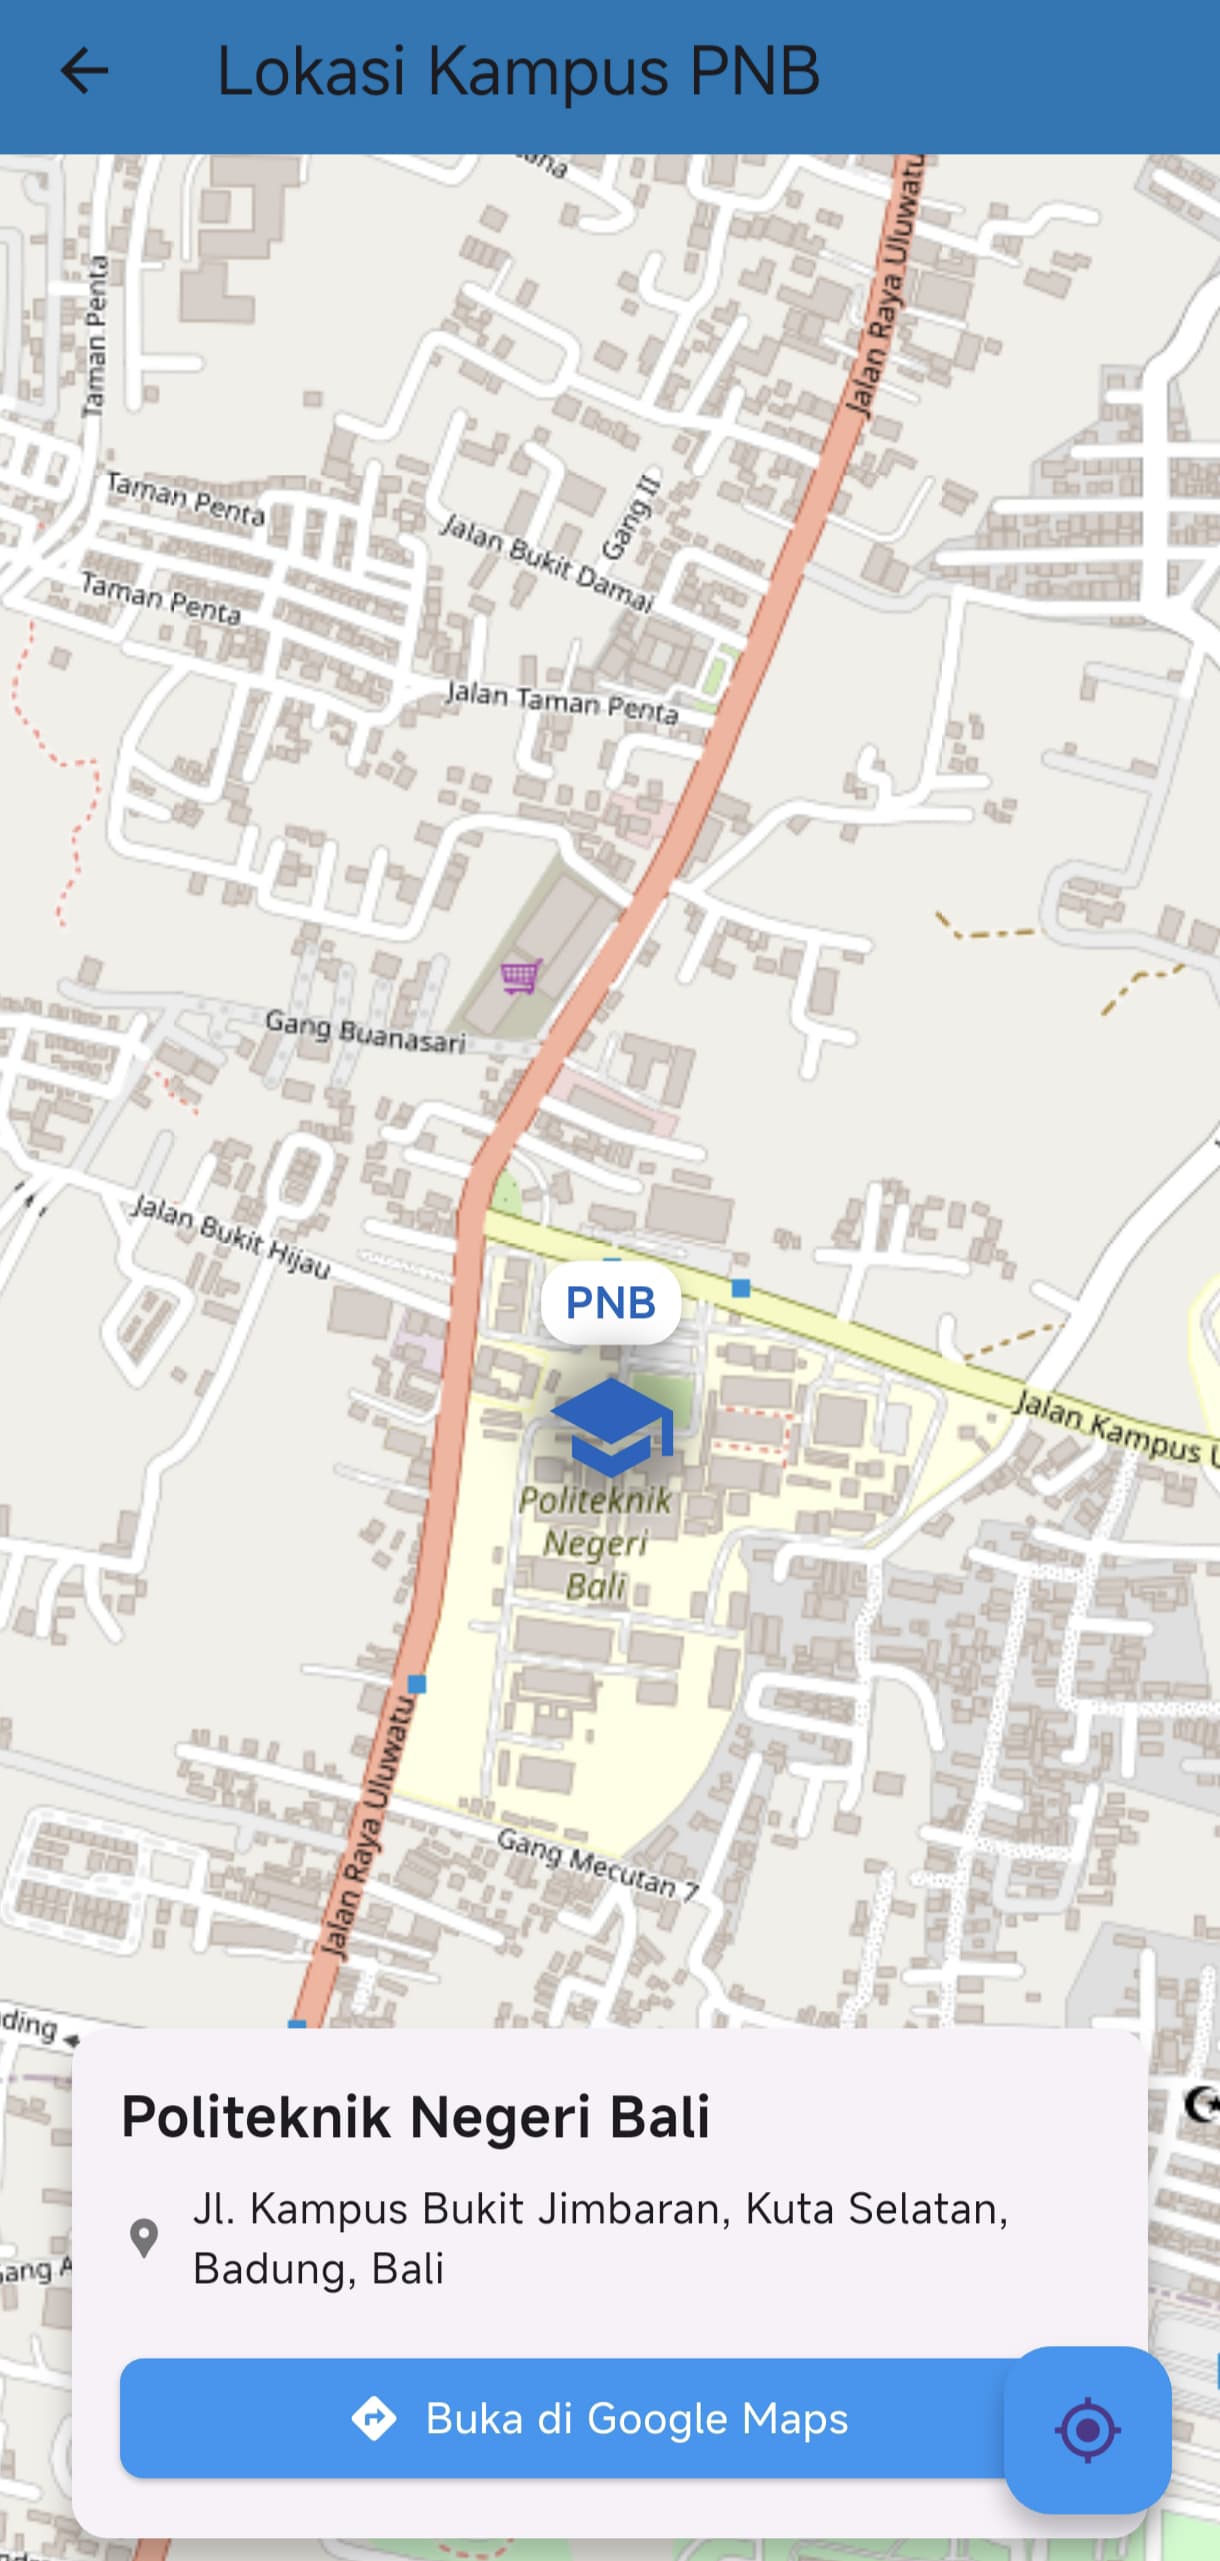 Lokasi Kampus PNB
Jalan Raya Uluwatu
Taman Penta
Taman Penta
Gang II
Jalan Bukit Damai
Taman Penta
Jalan Taman Penta
Gang Buanasari
Jalan Bukit Hijau
PNB
Jalan Kampus U
Politeknik
Negeri
Bali
Jalan Raya Uluwatu
Gang Mecutan 7
ding
Politeknik Negeri Bali
Jl. Kampus Bukit Jimbaran, Kuta Selatan,
Badung, Bali
Buka di Google Maps